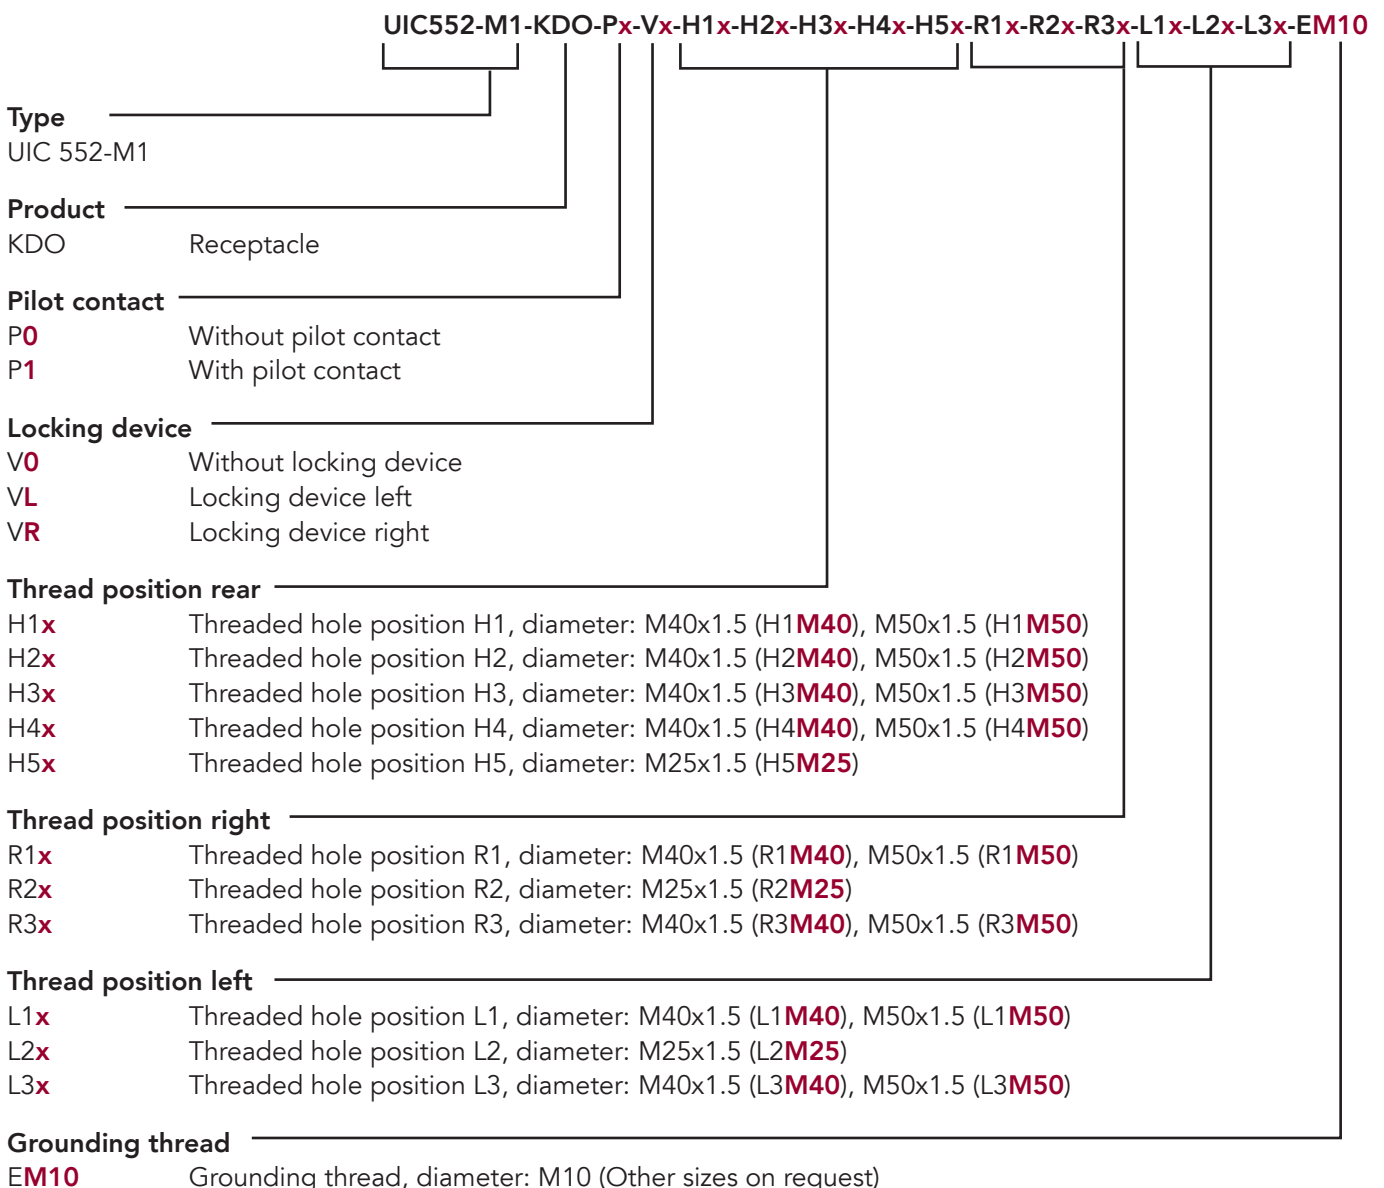 UIC552-M1-KDO-Px-Vx-H1x-H2x-H3x-H4x-H5x-R1x-R2x-R3x-L1x-L2x-L3x-EM10
Type
UIC 552-M1
Product
KDO Receptacle
Pilot contact
P0 Without pilot contact
P1 With pilot contact
Locking device
V0 Without locking device
VL Locking device left
VR Locking device right
Thread position rear
H1x Threaded hole position H1, diameter: M40x1.5 (H1M40), M50x1.5 (H1M50)
H2x Threaded hole position H2, diameter: M40x1.5 (H2M40), M50x1.5 (H2M50)
H3x Threaded hole position H3, diameter: M40x1.5 (H3M40), M50x1.5 (H3M50)
H4x Threaded hole position H4, diameter: M40x1.5 (H4M40), M50x1.5 (H4M50)
H5x Threaded hole position H5, diameter: M25x1.5 (H5M25)
Thread position right
R1x Threaded hole position R1, diameter: M40x1.5 (R1M40), M50x1.5 (R1M50)
R2x Threaded hole position R2, diameter: M25x1.5 (R2M25)
R3x Threaded hole position R3, diameter: M40x1.5 (R3M40), M50x1.5 (R3M50)
Thread position left
L1x Threaded hole position L1, diameter: M40x1.5 (L1M40), M50x1.5 (L1M50)
L2x Threaded hole position L2, diameter: M25x1.5 (L2M25)
L3x Threaded hole position L3, diameter: M40x1.5 (L3M40), M50x1.5 (L3M50)
Grounding thread
EM10 Grounding thread, diameter: M10 (Other sizes on request)